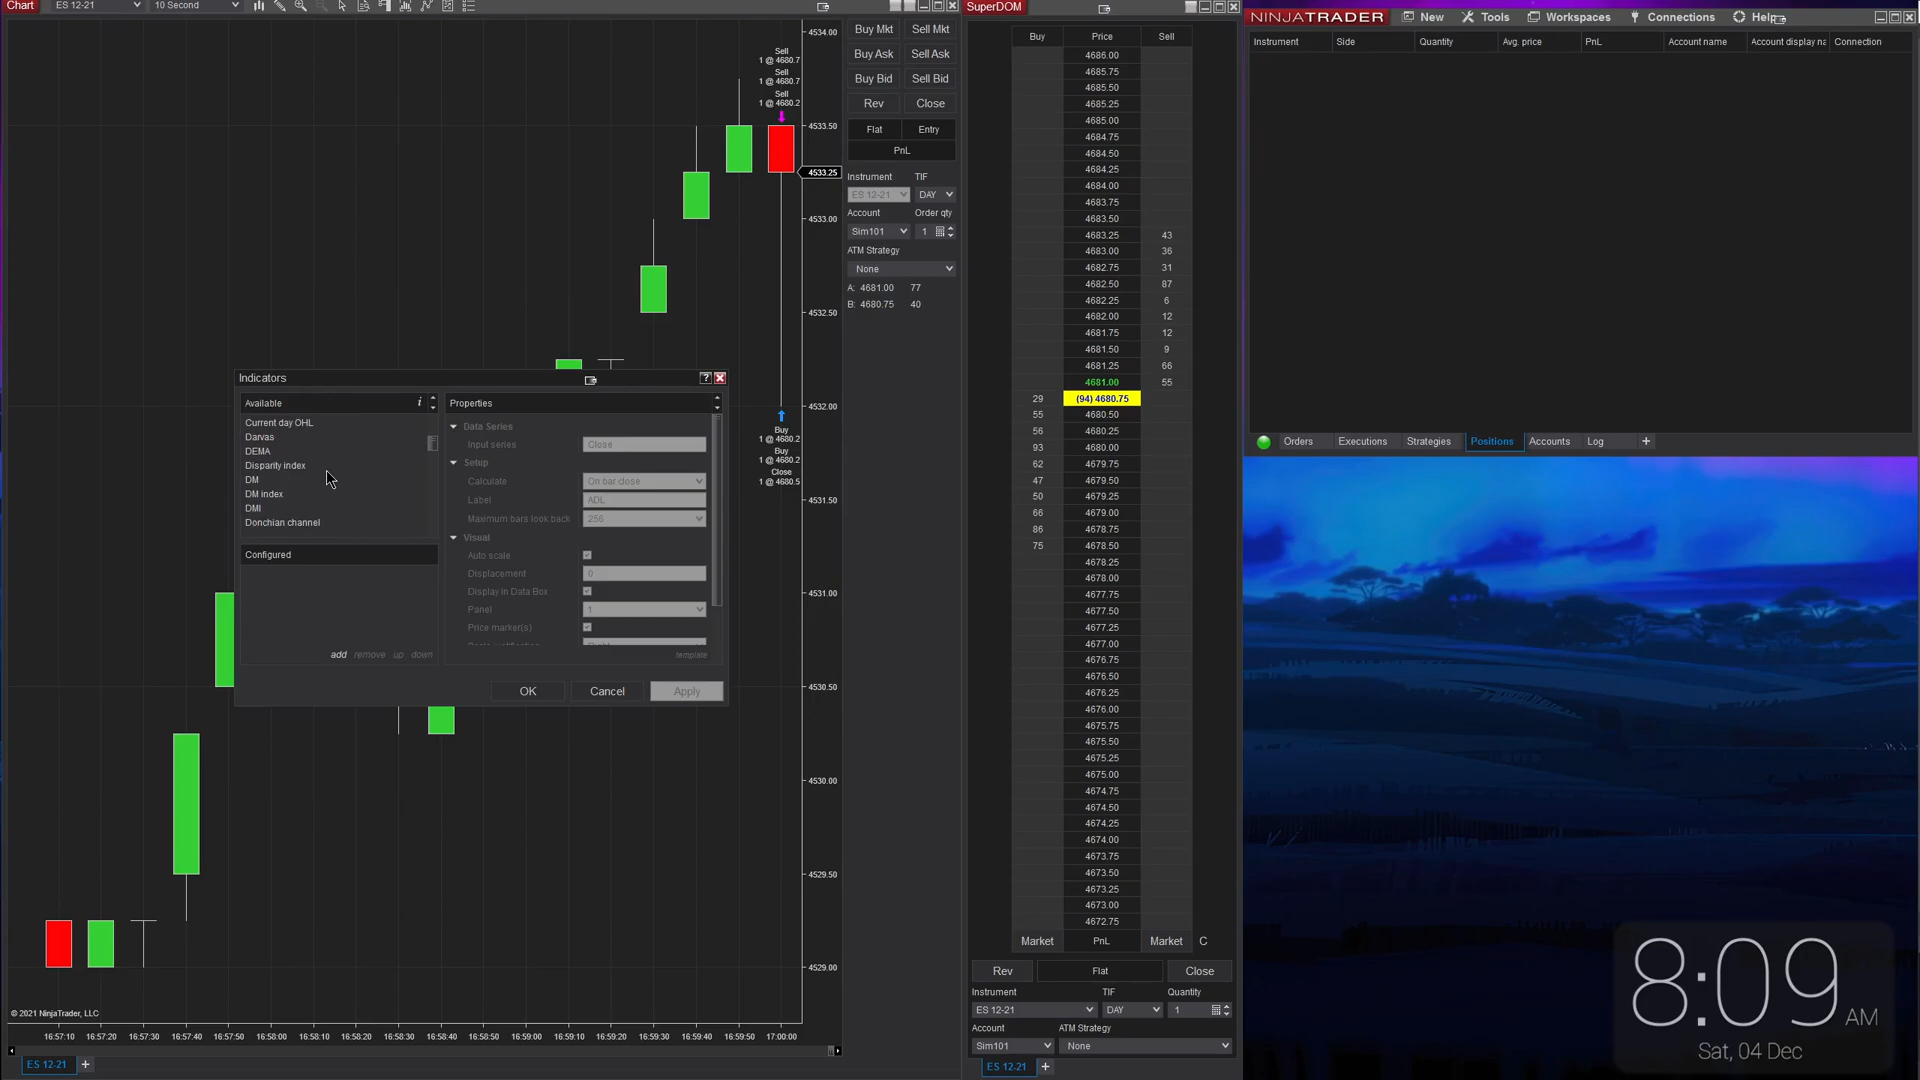 Chart
ES 12-21
10 Second
Buy Mkt
Sell Mkt
Buy Ask
Sell Ask
Buy Bid
Sell Bid
Rev
Close
Flat
Entry
PnL
Instrument
TIF
ES 12-21
DAY
Account
Order qty
Sim101
1
ATM Strategy
None
A: 4681.00 77
B: 4680.75 40
Sell
1 @ 4680.7
Sell
1 @ 4680.7
Sell
1 @ 4680.2
Buy
1 @ 4680.2
Buy
1 @ 4680.2
Close
1 @ 4680.5
4534.00
4533.50
4533.25
4533.00
4532.50
4532.00
4531.50
4531.00
4530.50
4530.00
4529.50
4529.00
Indicators
?
Available
i
Current day OHL
Darvas
DEMA
Disparity index
DM
DM index
DMI
Donchian channel
Configured
add remove up down
Properties
Data Series
Input series
Close
Setup
Calculate
On bar close
Label
ADL
Maximum bars look back
256
Visual
Auto scale
Displacement
0
Display in Data Box
Panel
1
Price marker(s)
template
OK
Cancel
Apply
© 2021 NinjaTrader, LLC
16:57:10 16:57:20 16:57:30 16:57:40 16:57:50 16:58:00 16:58:10 16:58:20 16:58:30 16:58:40 16:58:50 16:59:00 16:59:10 16:59:20 16:59:30 16:59:40 16:59:50 17:00:00
ES 12-21
+
SuperDOM
Buy Price Sell
4686.00
4685.75
4685.50
4685.25
4685.00
4684.75
4684.50
4684.25
4684.00
4683.75
4683.50
4683.25 43
4683.00 36
4682.75 31
4682.50 87
4682.25 6
4682.00 12
4681.75 12
4681.50 9
4681.25 66
4681.00 55
29 (94) 4680.75
55 4680.50
56 4680.25
93 4680.00
62 4679.75
47 4679.50
50 4679.25
66 4679.00
86 4678.75
75 4678.50
4678.25
4678.00
4677.75
4677.50
4677.25
4677.00
4676.75
4676.50
4676.25
4676.00
4675.75
4675.50
4675.25
4675.00
4674.75
4674.50
4674.25
4674.00
4673.75
4673.50
4673.25
4673.00
4672.75
Market PnL Market C
Rev Flat Close
Instrument TIF Quantity
ES 12-21 DAY 1
Account ATM Strategy
Sim101 None
ES 12-21 +
NINJATRADER New Tools Workspaces Connections Help
Instrument Side Quantity Avg. price PnL Account name Account display na Connection
Orders Executions Strategies Positions Accounts Log +
8:09 AM
Sat, 04 Dec